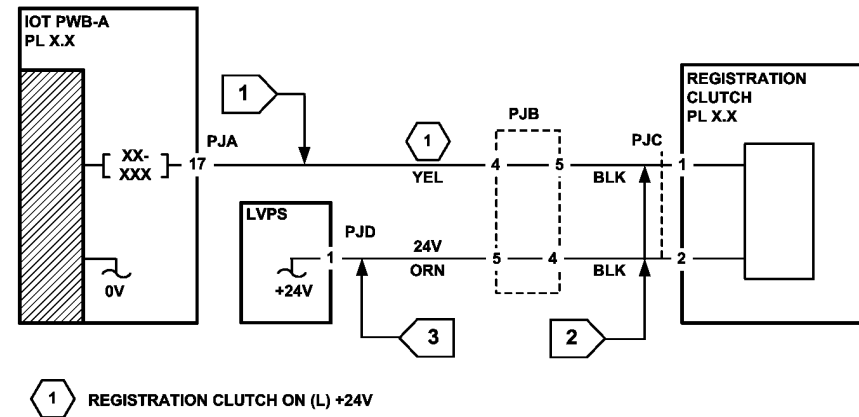 IOT PWB-A
PL X.X
REGISTRATION
CLUTCH
PL X.X
1
PJA
1
PJB
PJC
XX-
XXX
17
4
5
1
YEL
BLK
LVPS
PJD
24V
1
5
4
2
ORN
BLK
0V
+24V
3
2
1 REGISTRATION CLUTCH ON (L) +24V